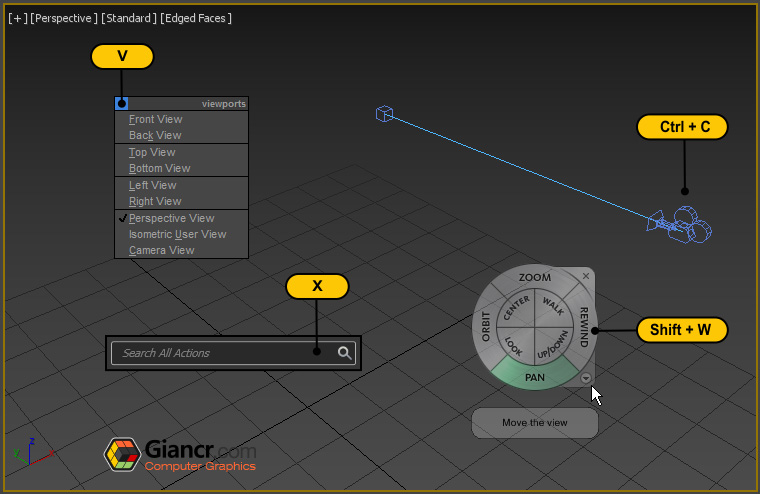 [+] [Perspective] [Standard] [Edged Faces]
V
viewports
Front View
Back View
Top View
Bottom View
Left View
Right View
Perspective View
Isometric User View
Camera View
Ctrl + C
X
Search All Actions
ZOOM
CENTER
WALK
ORBIT
REWIND
LOOK
UP/DOWN
PAN
Shift + W
Move the view
z
y
x
Giancr.com
Computer Graphics